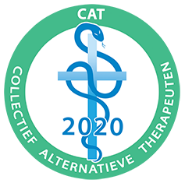 CAT
2020
COLLECTIEF ALTERNATIEVE THERAPEUTEN